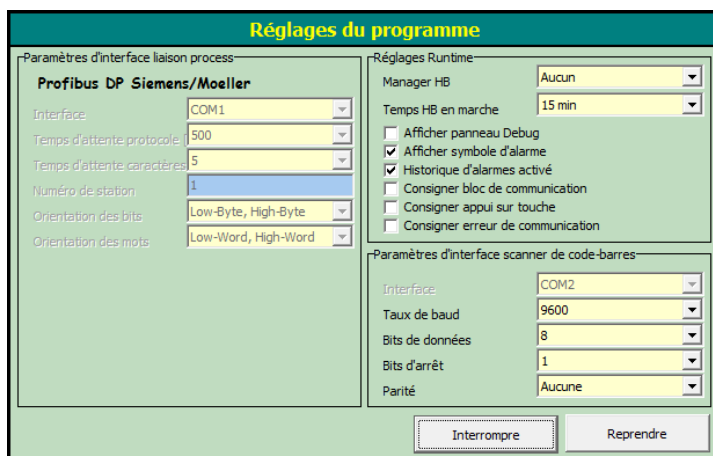 Réglages du programme
Paramètres d'interface liaison process
Profibus DP Siemens/Moeller
Interface COM1
Temps d'attente protocole 500
Temps d'attente caractères 5
Numéro de station 1
Orientation des bits Low-Byte, High-Byte
Orientation des mots Low-Word, High-Word
Réglages Runtime
Manager HB Aucun
Temps HB en marche 15 min
Afficher panneau Debug
Afficher symbole d'alarme
Historique d'alarmes activé
Consigner bloc de communication
Consigner appui sur touche
Consigner erreur de communication
Paramètres d'interface scanner de code-barres
Interface COM2
Taux de baud 9600
Bits de données 8
Bits d'arrêt 1
Parité Aucune
Interrompre Reprendre